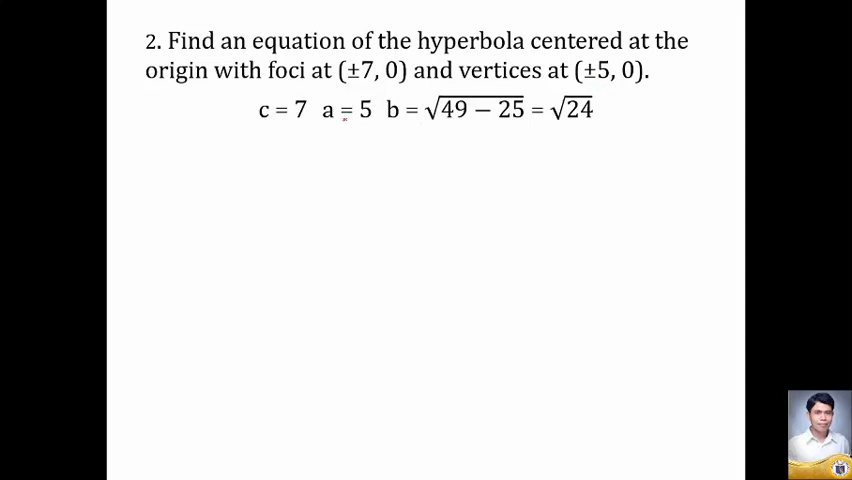 2. Find an equation of the hyperbola centered at the
origin with foci at (±7, 0) and vertices at (±5, 0).
c = 7 a = 5 b = √49 − 25 = √24